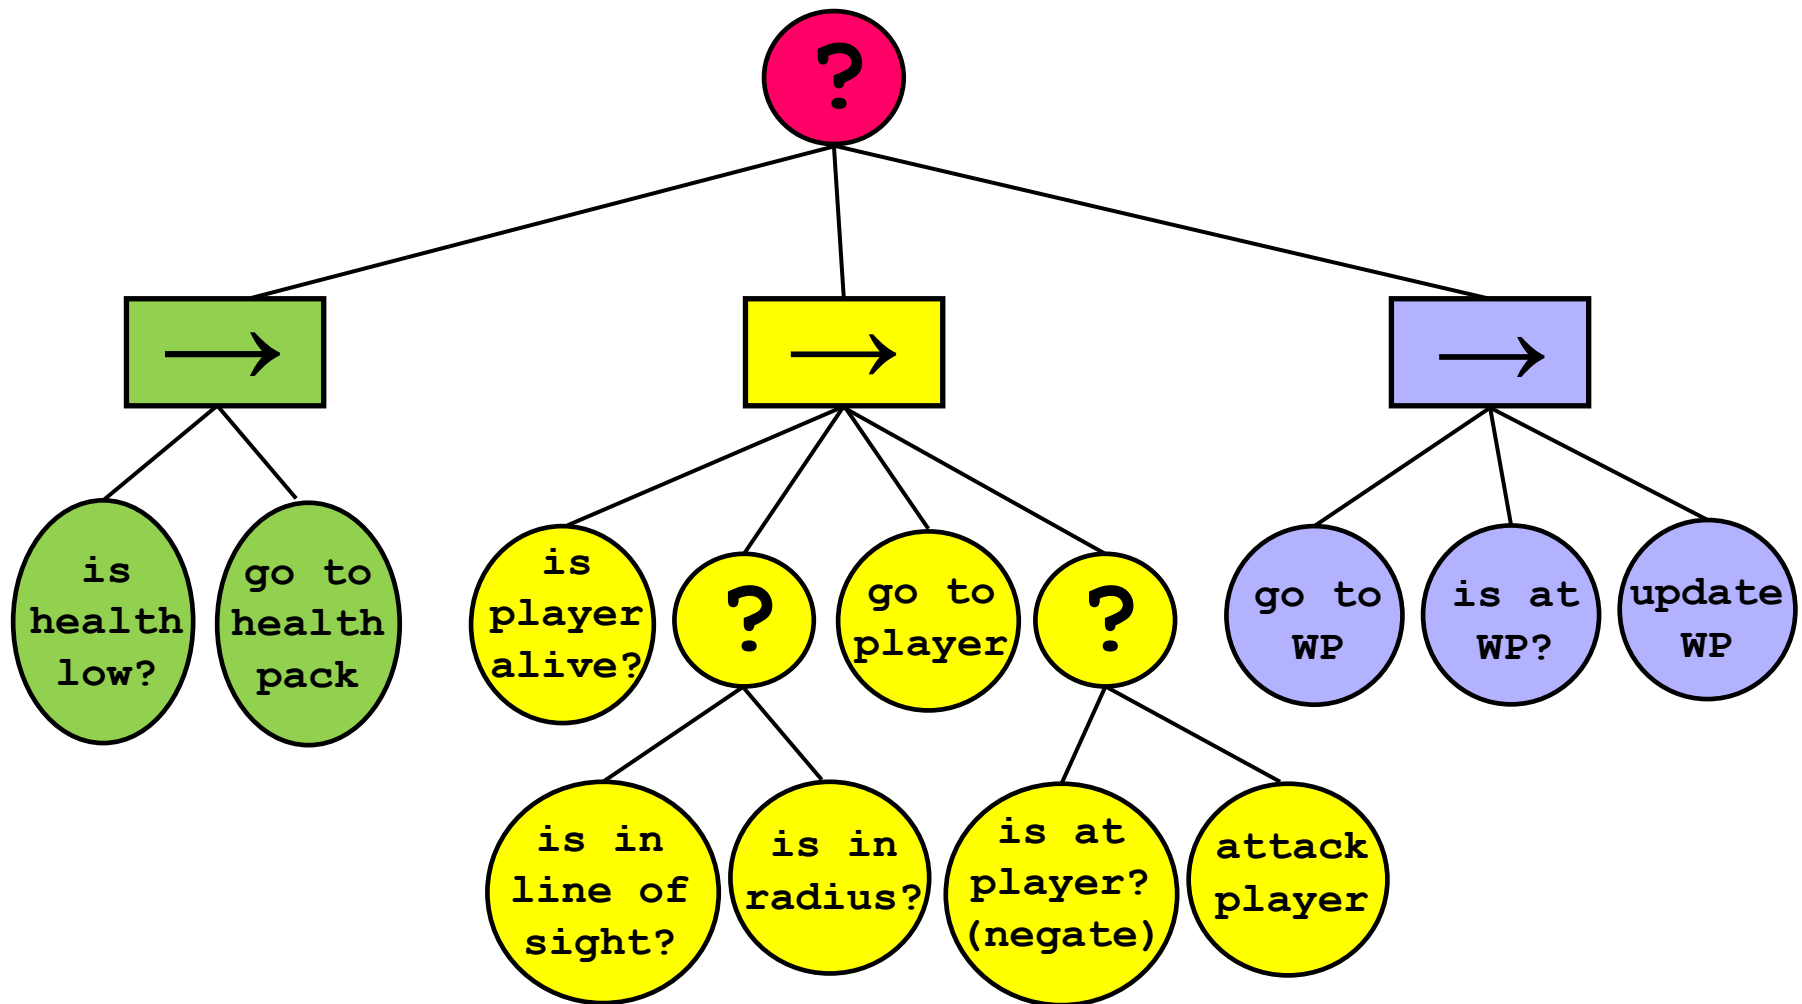 ?
→
→
→
is
health
low?
go to
health
pack
is
player
alive?
?
go to
player
?
go to
WP
is at
WP?
update
WP
is in
line of
sight?
is in
radius?
is at
player?
(negate)
attack
player